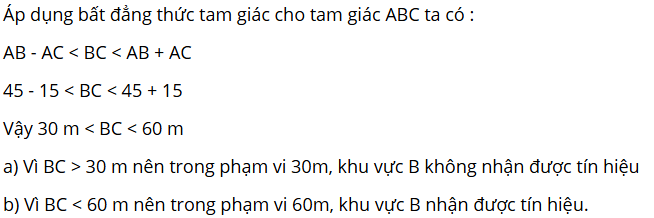 Áp dụng bất đẳng thức tam giác cho tam giác ABC ta có :
AB - AC < BC < AB + AC
45 - 15 < BC < 45 + 15
Vậy 30 m < BC < 60 m
a) Vì BC > 30 m nên trong phạm vi 30m, khu vực B không nhận được tín hiệu
b) Vì BC < 60 m nên trong phạm vi 60m, khu vực B nhận được tín hiệu.